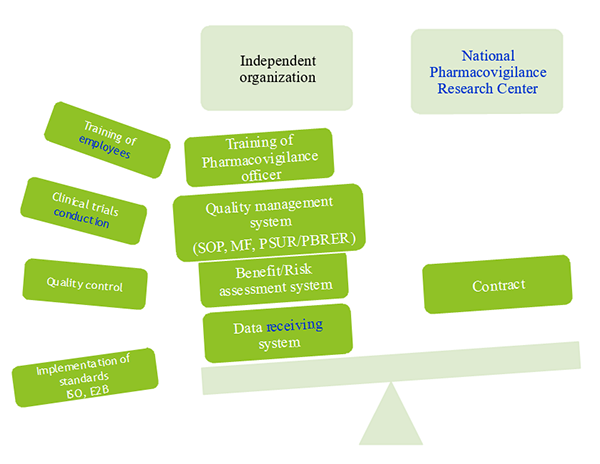 Independent
organization
National
Pharmacovigilance
Research Center
Training of
employees
Clinical trials
conduction
Quality control
Implementation of
standards
ISO, E2B
Training of
Pharmacovigilance
officer
Quality management
system
(SOP, MF, PSUR/PBRER)
Benefit/Risk
assessment system
Data receiving
system
Contract